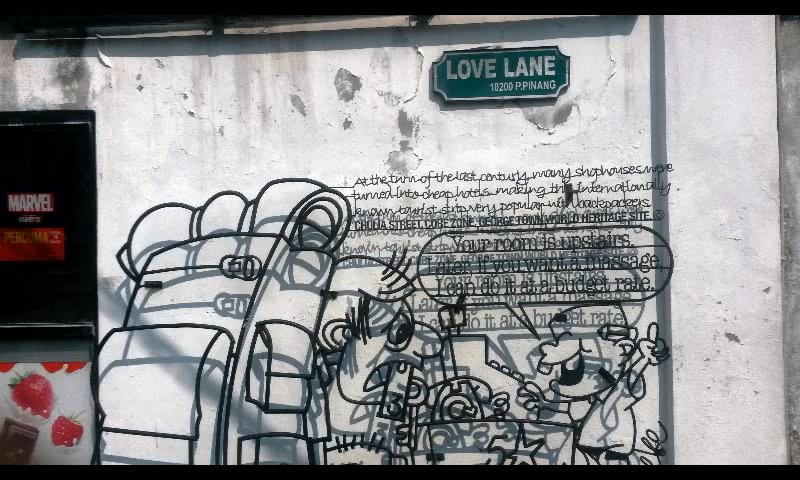 LOVE LANE
10200 P.PINANG
At the turn of the last century many shophouses were
turned into cheap hotels, making this internationally
known tourist strip very popular with backpackers.
CHULIA STREET CORE ZONE, GEORGE TOWN WORLD HERITAGE SITE. ©
Your room is upstairs.
Later, if you want a massage,
I can do it at a budget rate.
MARVEL
PERCUMA